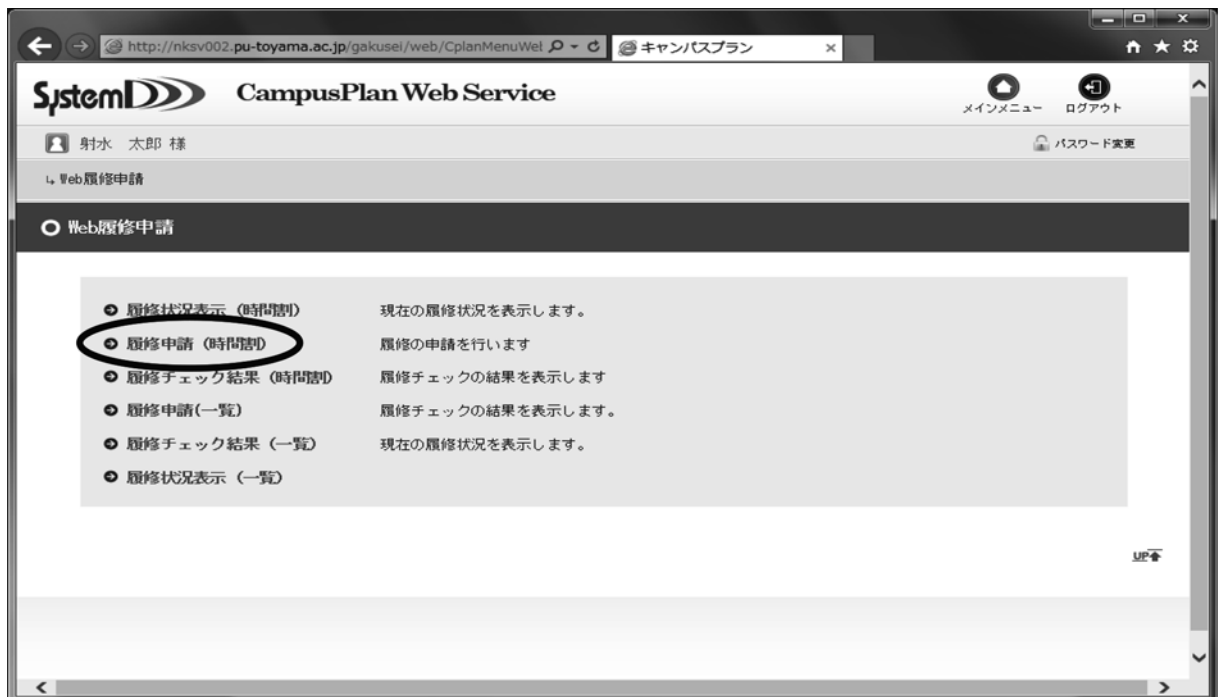 http://nksv002.pu-toyama.ac.jp/gakusei/web/CplanMenuWel
キャンパスプラン
SystemD
CampusPlan Web Service
メインメニュー ログアウト
射水 太郎 様
パスワード変更
Web履修申請
Web履修申請
履修状況表示 (時間割) 現在の履修状況を表示します。
履修申請 (時間割) 履修の申請を行います
履修チェック結果 (時間割) 履修チェックの結果を表示します
履修申請(一覧) 履修チェックの結果を表示します。
履修チェック結果 (一覧) 現在の履修状況を表示します。
履修状況表示 (一覧)
UP